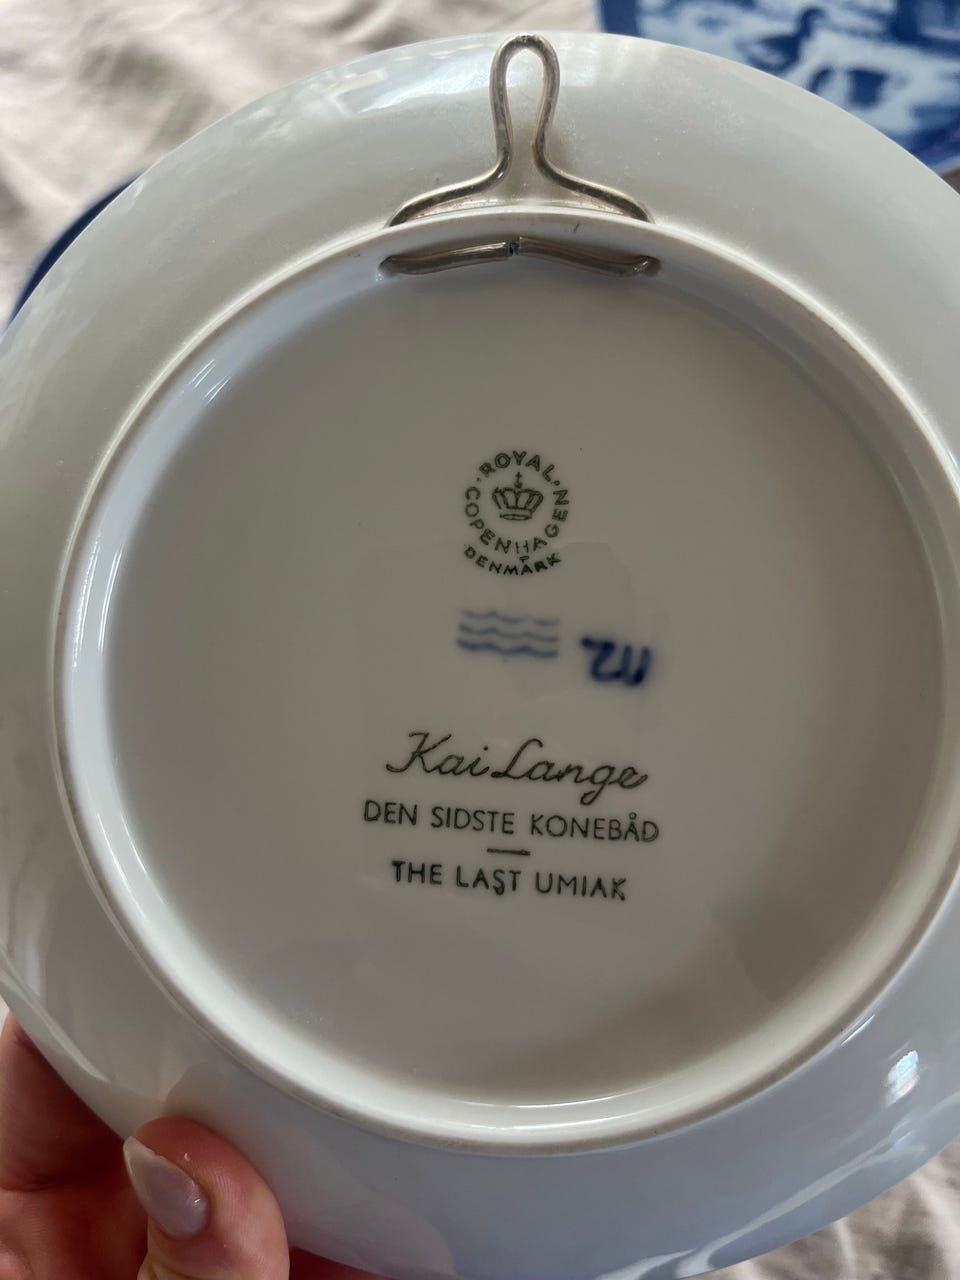 ROYAL
COPENHAGEN
DENMARK
Kai Lange
DEN SIDSTE KONEBÅD
THE LAST UMIAK